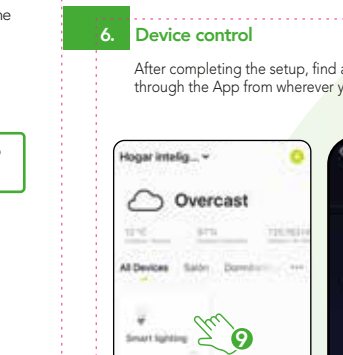 ne
6. Device control
After completing the setup, find a
through the App from wherever y
Hogar intelig...
Overcast
All Devices Salón
Smart lighting
9